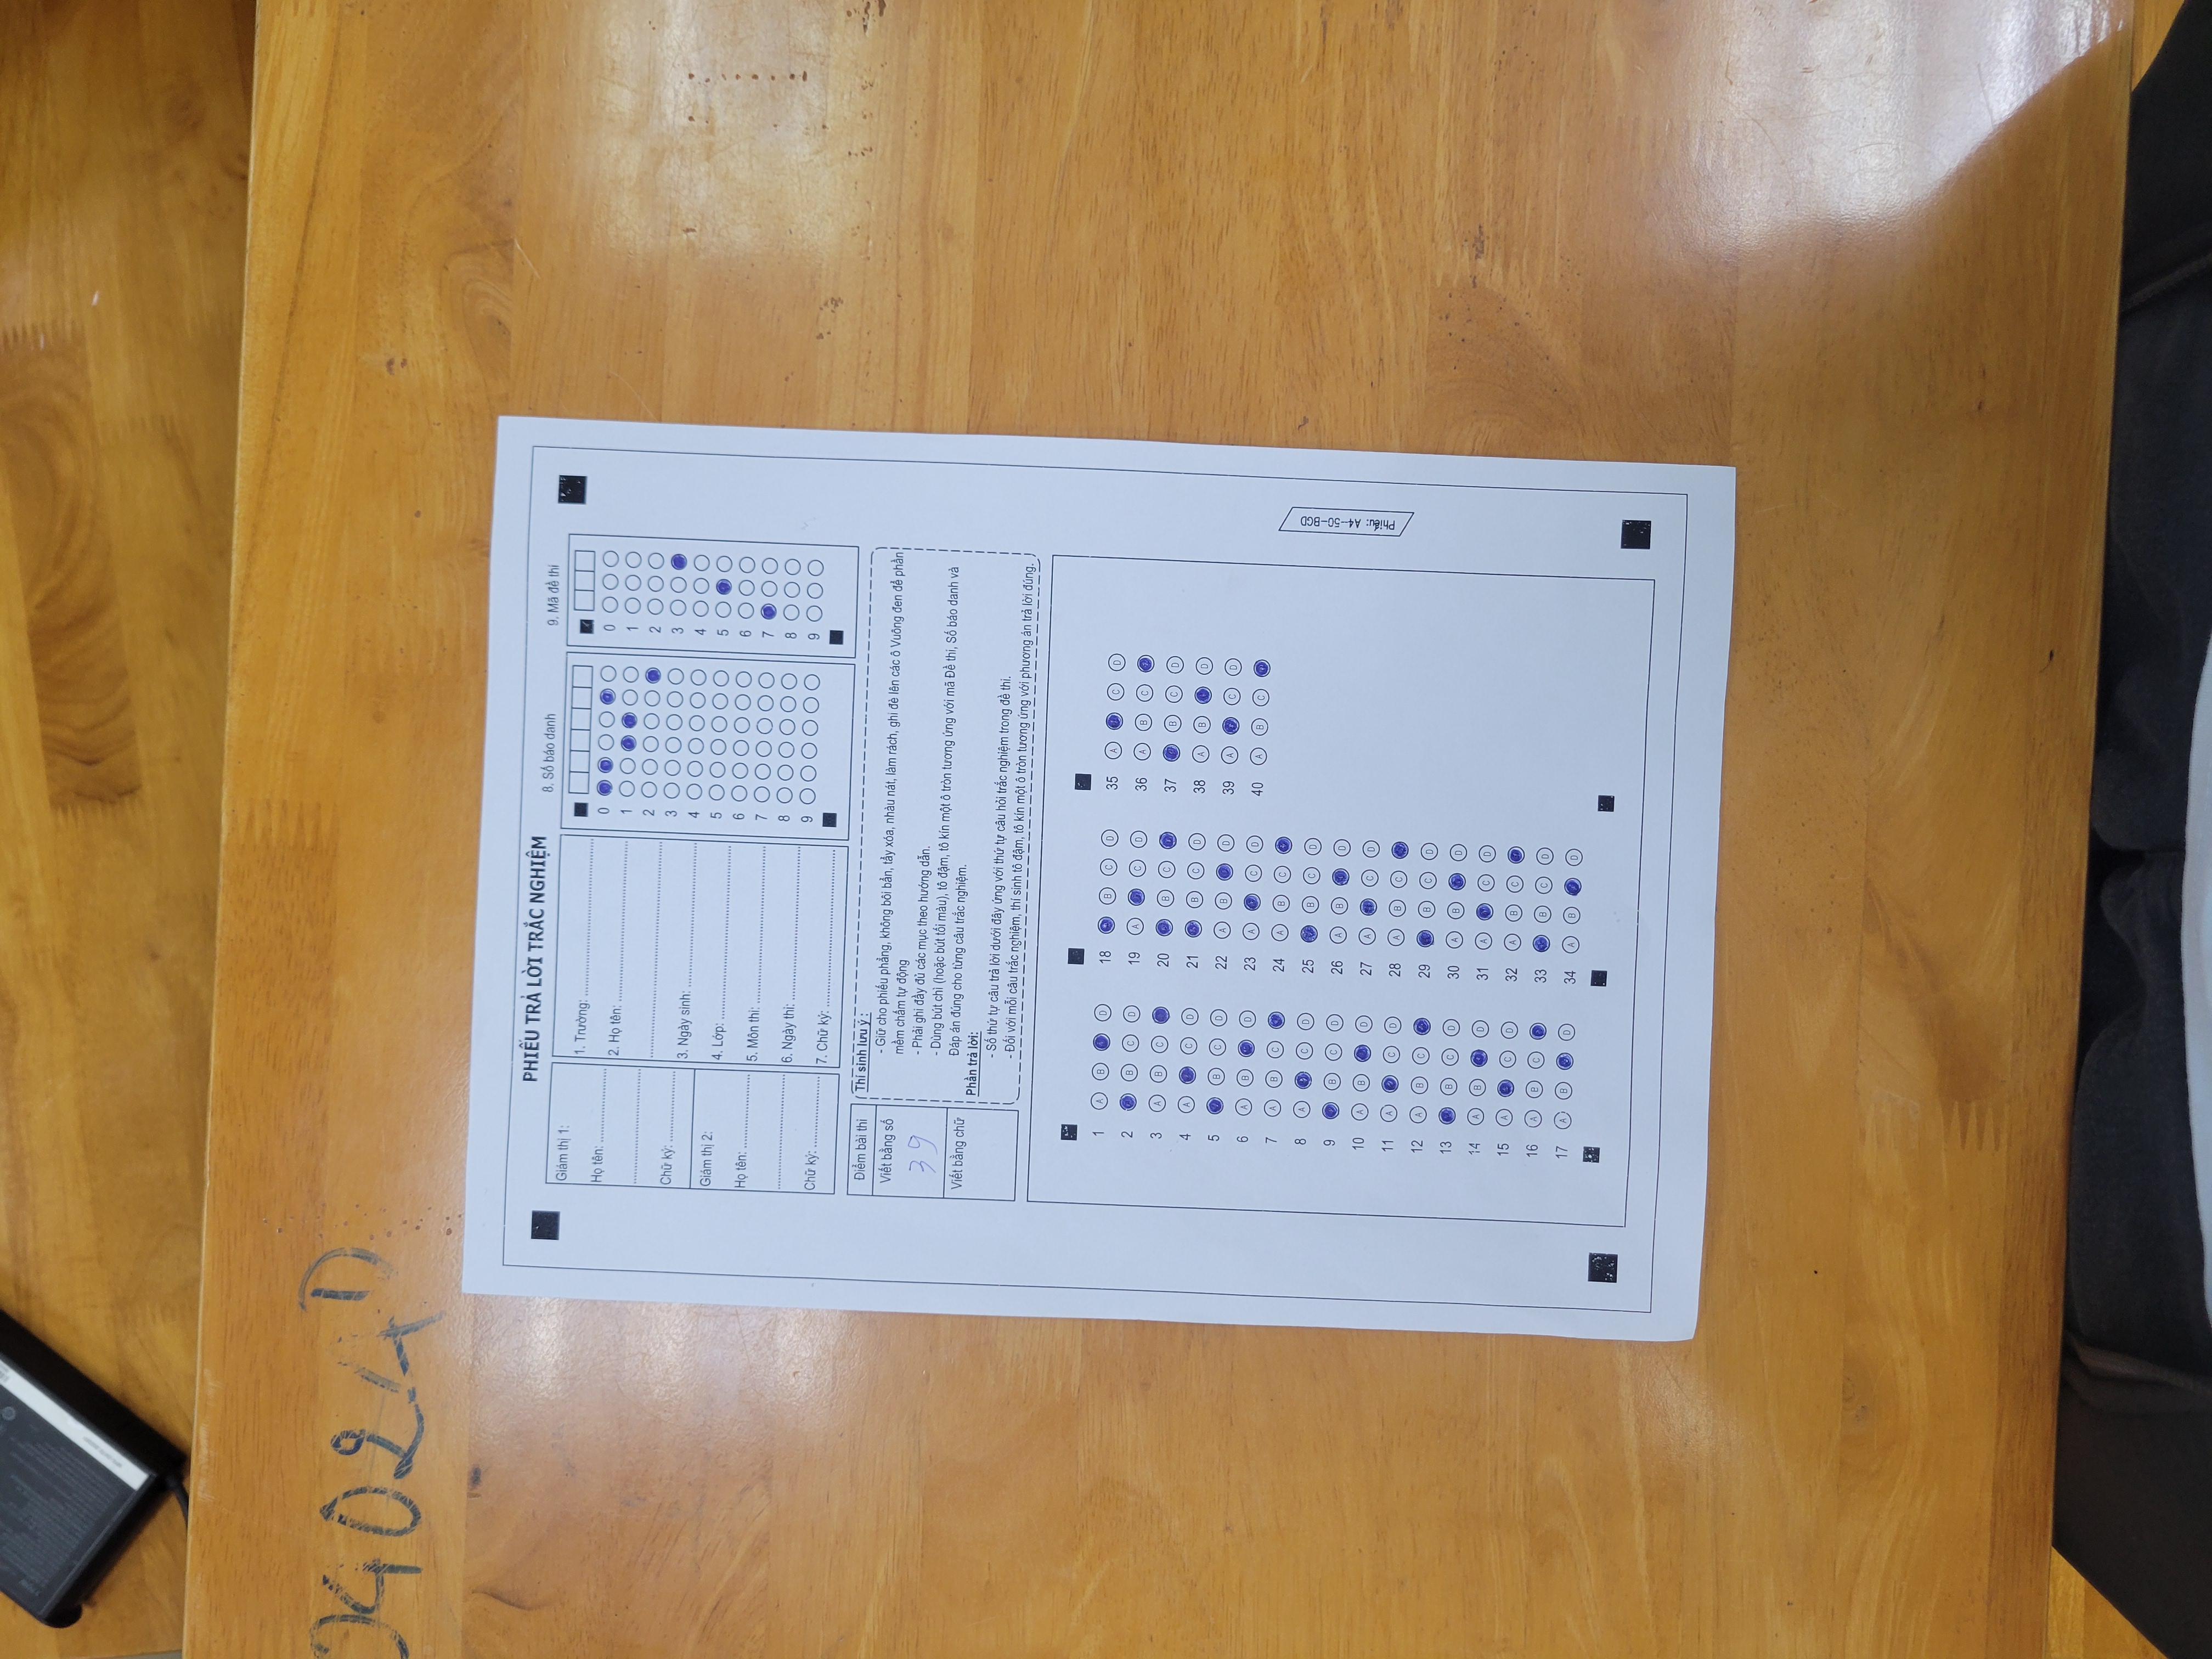 04024D
PHIẾU TRẢ LỜI TRẮC NGHIỆM
8. Số báo danh
9. Mã đề thi
Giám thị 1:
Họ tên:
Chữ ký:
Giám thị 2:
Họ tên:
Chữ ký:
1. Trường:
2. Họ tên:
3. Ngày sinh:
4. Lớp:
5. Môn thi:
6. Ngày thi:
7. Chữ ký:
0
1
2
3
4
5
6
7
8
9
0
1
2
3
4
5
6
7
8
9
Điểm bài thi
Viết bằng số
39
Viết bằng chữ
Thí sinh lưu ý :
- Giữ cho phiếu phẳng, không bôi bẩn, tẩy xóa, nhàu nát, làm rách, ghi đè lên các ô Vuông đen để phần
mềm chấm tự động
- Phải ghi đầy đủ các mục theo hướng dẫn.
- Dùng bút chì (hoặc bút tối màu), tô đậm, tô kín một ô tròn tương ứng với mã Đề thi, Số báo danh và
Đáp án đúng cho từng câu trắc nghiệm.
Phần trả lời:
- Số thứ tự câu trả lời dưới đây ứng với thứ tự câu hỏi trắc nghiệm trong đề thi.
- Đối với mỗi câu trắc nghiệm, thí sinh tô đậm, tô kín một ô tròn tương ứng với phương án trả lời đúng.
1 A B D
2 B C D
3 A B C
4 A C D
5 B C D
6 A B D
7 A B C
8 A C D
9 B C D
10 A B D
11 A C D
12 A B C
13 B C D
14 A B D
15 A C D
16 A B C
17 A B D
18 B C D
19 A C D
20 B C
21 B C D
22 A B D
23 A C D
24 A B C
25 B C D
26 A B D
27 A C D
28 A B C
29 B C D
30 A B D
31 A C D
32 A B C
33 B C D
34 A B D
35 A C D
36 A B C
37 B C D
38 A B D
39 A C D
40 A B C
Phiếu: A4-50-BGD